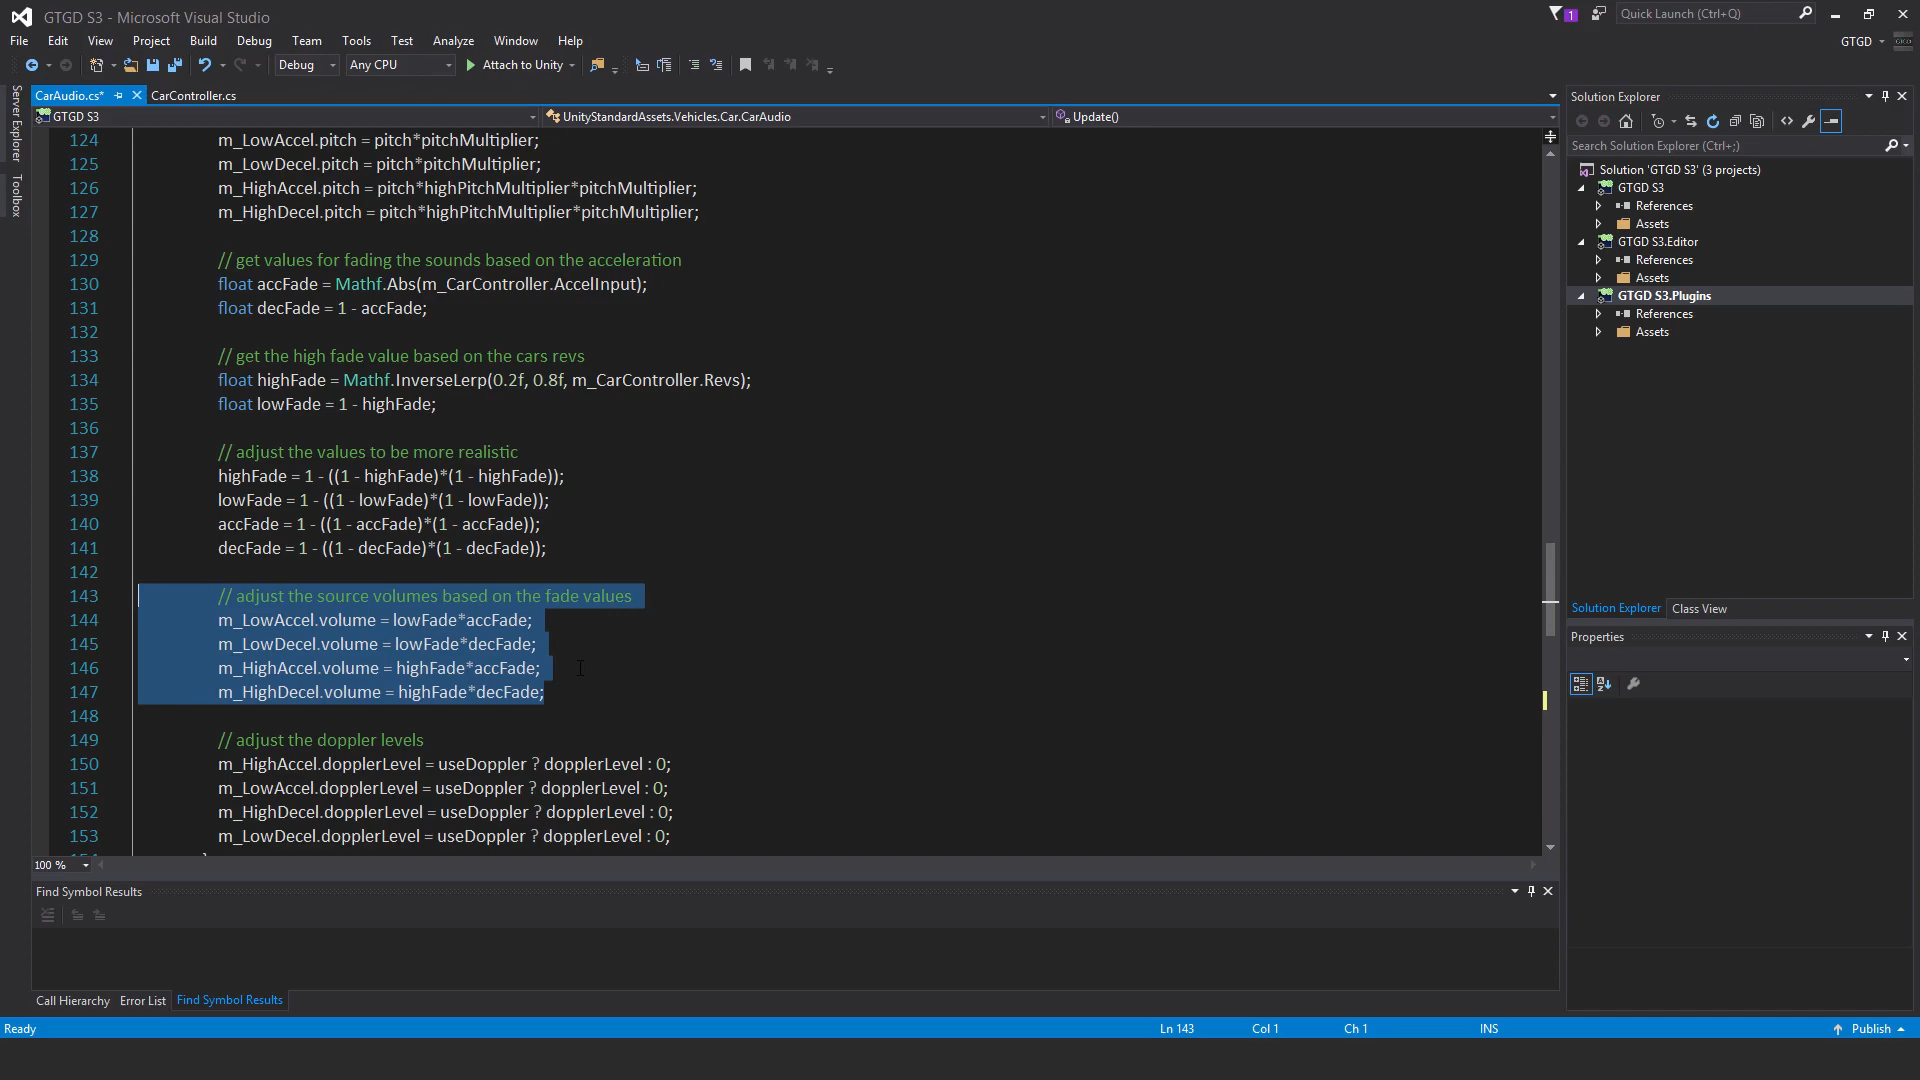 GTGD S3 - Microsoft Visual Studio
1
Quick Launch (Ctrl+Q)
File Edit View Project Build Debug Team Tools Test Analyze Window Help
GTGD
Debug Any CPU Attach to Unity
Server Explorer
Toolbox
CarAudio.cs* CarController.cs
GTGD S3 UnityStandardAssets.Vehicles.Car.CarAudio Update()
124 m_LowAccel.pitch = pitch*pitchMultiplier;
125 m_LowDecel.pitch = pitch*pitchMultiplier;
126 m_HighAccel.pitch = pitch*highPitchMultiplier*pitchMultiplier;
127 m_HighDecel.pitch = pitch*highPitchMultiplier*pitchMultiplier;
128
129 // get values for fading the sounds based on the acceleration
130 float accFade = Mathf.Abs(m_CarController.AccelInput);
131 float decFade = 1 - accFade;
132
133 // get the high fade value based on the cars revs
134 float highFade = Mathf.InverseLerp(0.2f, 0.8f, m_CarController.Revs);
135 float lowFade = 1 - highFade;
136
137 // adjust the values to be more realistic
138 highFade = 1 - ((1 - highFade)*(1 - highFade));
139 lowFade = 1 - ((1 - lowFade)*(1 - lowFade));
140 accFade = 1 - ((1 - accFade)*(1 - accFade));
141 decFade = 1 - ((1 - decFade)*(1 - decFade));
142
143 // adjust the source volumes based on the fade values
144 m_LowAccel.volume = lowFade*accFade;
145 m_LowDecel.volume = lowFade*decFade;
146 m_HighAccel.volume = highFade*accFade;
147 m_HighDecel.volume = highFade*decFade;
148
149 // adjust the doppler levels
150 m_HighAccel.dopplerLevel = useDoppler ? dopplerLevel : 0;
151 m_LowAccel.dopplerLevel = useDoppler ? dopplerLevel : 0;
152 m_HighDecel.dopplerLevel = useDoppler ? dopplerLevel : 0;
153 m_LowDecel.dopplerLevel = useDoppler ? dopplerLevel : 0;
100 %
Find Symbol Results
Call Hierarchy Error List Find Symbol Results
Solution Explorer
Search Solution Explorer (Ctrl+;)
Solution 'GTGD S3' (3 projects)
GTGD S3
References
Assets
GTGD S3.Editor
References
Assets
GTGD S3.Plugins
References
Assets
Solution Explorer Class View
Properties
Ready Ln 143 Col 1 Ch 1 INS Publish